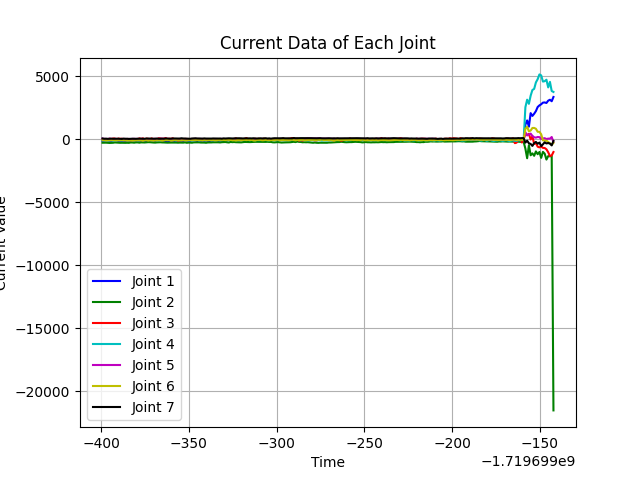 Current Data of Each Joint
5000
0
−5000
−10000
−15000
−20000
Current Value
Joint 1
Joint 2
Joint 3
Joint 4
Joint 5
Joint 6
Joint 7
−400
−350
−300
−250
−200
−150
Time
−1.719699e9